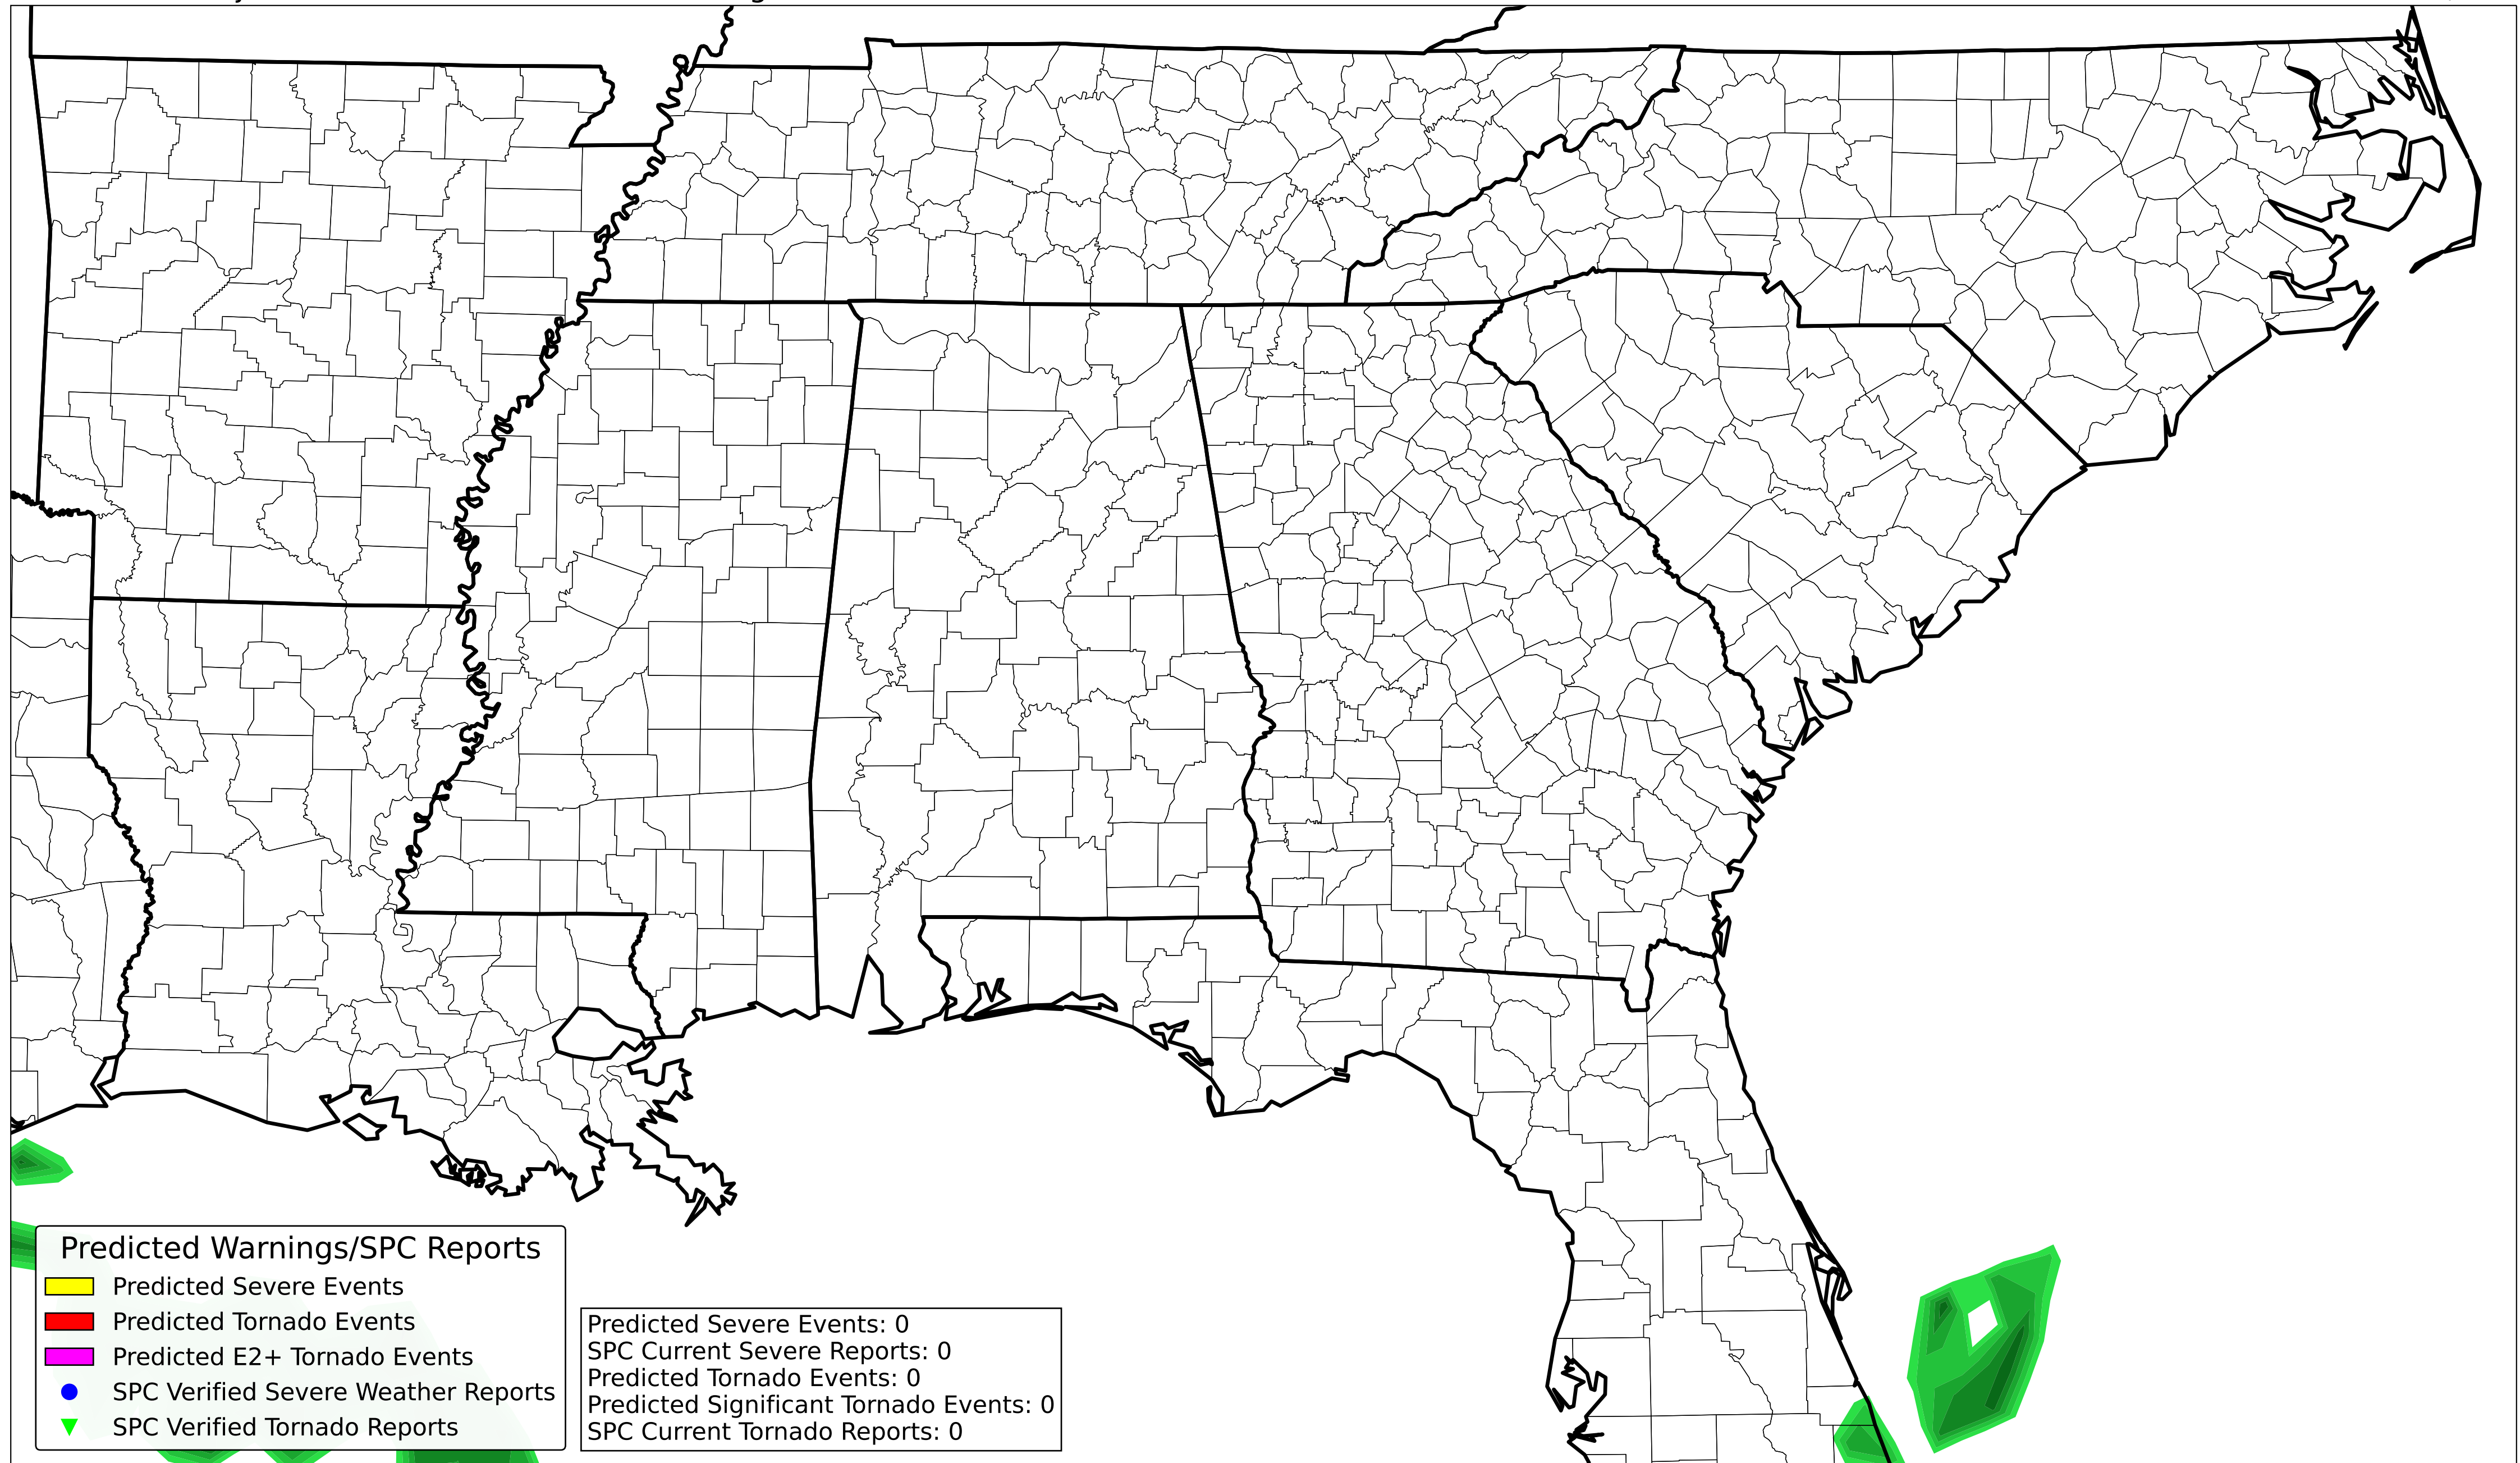 Predicted Warnings/SPC Reports
Predicted Severe Events
Predicted Tornado Events
Predicted E2+ Tornado Events
SPC Verified Severe Weather Reports
SPC Verified Tornado Reports
Predicted Severe Events: 0
SPC Current Severe Reports: 0
Predicted Tornado Events: 0
Predicted Significant Tornado Events: 0
SPC Current Tornado Reports: 0